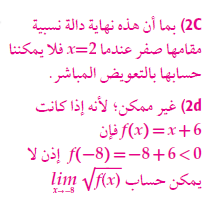 2C) بما أن هذه نهاية دالة نسبية
مقامها صفر عندما x=2 فلا يمكننا
حسابها بالتعويض المباشر.
2d) غير ممكن؛ لأنه إذا كانت
f(x)=x+6 فإن
f(−8)=−8+6<0 إذن لا
يمكن حساب lim x→−8 √f(x)